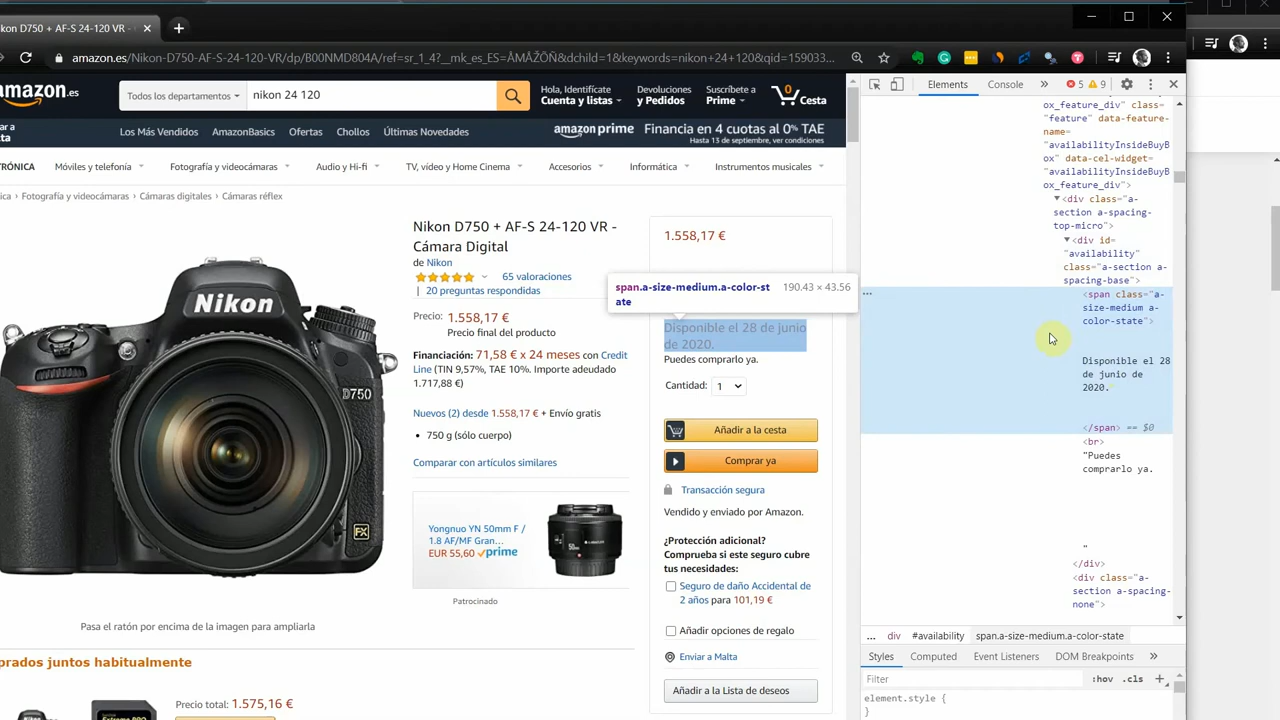 kon D750 + AF-S 24-120 VR -
amazon.es/Nikon-D750-AF-S-24-120-VR/dp/B00NMD804A/ref=s=_1_4?__mk_es_ES=ÅMÅŽÕÑ&dchild=1&keywords=nikon+24+120&qid=159033...
amazon.es
Todos los departamentos
nikon 24 120
Hola, Identifícate
Cuenta y listas
Devoluciones
y Pedidos
Suscríbete a
Prime
0
Cesta
Los Más Vendidos
AmazonBasics
Ofertas
Chollos
Últimas Novedades
amazon prime
Financia en 4 cuotas al 0% TAE
Hasta 13 de septiembre, ver condiciones
TRÓNICA
Móviles y telefonía
Fotografía y videocámaras
Audio y Hi-fi
TV, vídeo y Home Cinema
Accesorios
Informática
Instrumentos musicales
ica › Fotografía y videocámaras › Cámaras digitales › Cámaras réflex
Nikon D750 + AF-S 24-120 VR -
Cámara Digital
de Nikon
65 valoraciones
| 20 preguntas respondidas
Precio: 1.558,17 €
Precio final del producto
Financiación: 71,58 € x 24 meses con Credit
Line (TIN 9,57%, TAE 10%. Importe adeudado
1.717,88 €)
Nuevos (2) desde 1.558,17 € + Envío gratis
• 750 g (sólo cuerpo)
Comparar con artículos similares
Yongnuo YN 50mm F /
1.8 AF/MF Gran...
EUR 55,60 prime
Patrocinado
Nikon
D750
FX
Pasa el ratón por encima de la imagen para ampliarla
prados juntos habitualmente
Precio total: 1.575,16 €
1.558,17 €
span.a-size-medium.a-color-st
ate
190.43 × 43.56
Disponible el 28 de junio
de 2020.
Puedes comprarlo ya.
Cantidad: 1
Añadir a la cesta
Comprar ya
Transacción segura
Vendido y enviado por Amazon.
¿Protección adicional?
Comprueba si este seguro cubre
tus necesidades:
Seguro de daño Accidental de
2 años para 101,19 €
Añadir opciones de regalo
Enviar a Malta
Añadir a la Lista de deseos
Elements
Console
»
5
9
ox_feature_div" class=
"feature" data-feature-
name=
"availabilityInsideBuyB
ox" data-cel-widget=
"availabilityInsideBuyB
ox_feature_div">
<div class="a-
section a-spacing-
top-micro">
<div id=
"availability"
class="a-section a-
spacing-base">
...
<span class="a-
size-medium a-
color-state">
Disponible el 28
de junio de
2020.
</span> == $0
<br>
"Puedes
comprarlo ya.
"
</div>
<div class="a-
section a-spacing-
none">
... div #availability span.a-size-medium.a-color-state
Styles
Computed
Event Listeners
DOM Breakpoints
»
Filter
:hov
.cls
+
element.style {
}